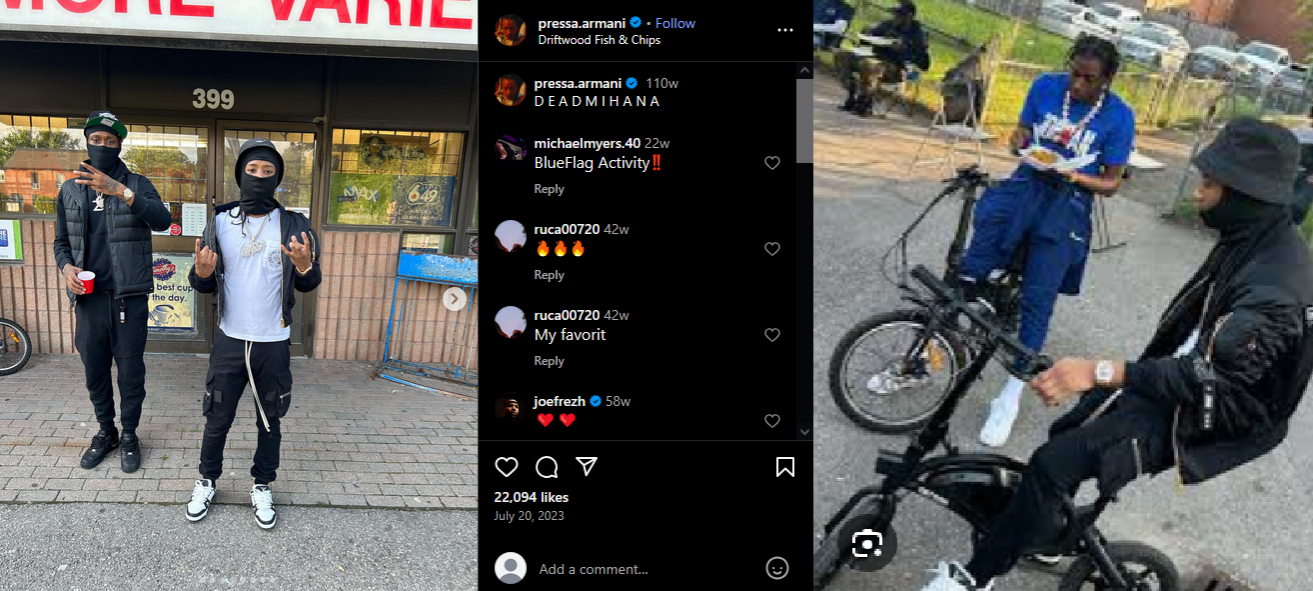 MORE VARIE
399
MAX
649
best cup
the day.
pressa.armani • Follow
Driftwood Fish & Chips
pressa.armani 110w
D E A D M I H A N A
michaelmyers.40 22w
BlueFlag Activity‼️
Reply
ruca00720 42w
🔥🔥🔥
Reply
ruca00720 42w
My favorit
Reply
joefrezh 58w
❤️ ❤️
22,094 likes
July 20, 2023
Add a comment...